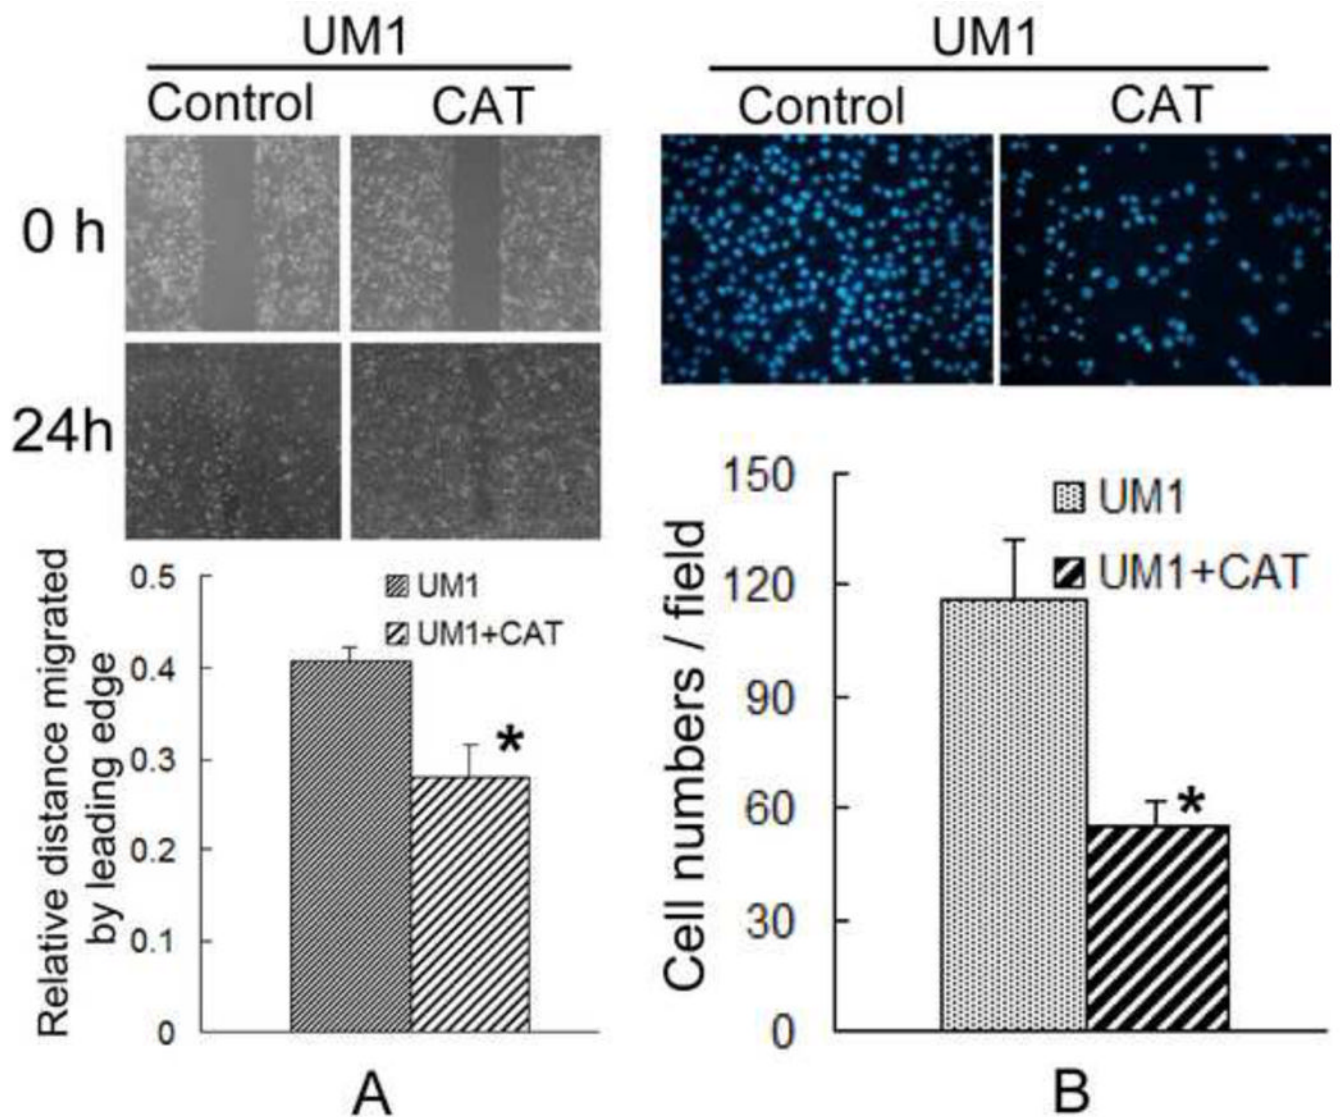 UM1
Control CAT
0 h
24h
Relative distance migrated
by leading edge
0.5
0.4
0.3
0.2
0.1
0
UM1
UM1+CAT
*
A
UM1
Control CAT
Cell numbers / field
150
120
90
60
30
0
UM1
UM1+CAT
*
B